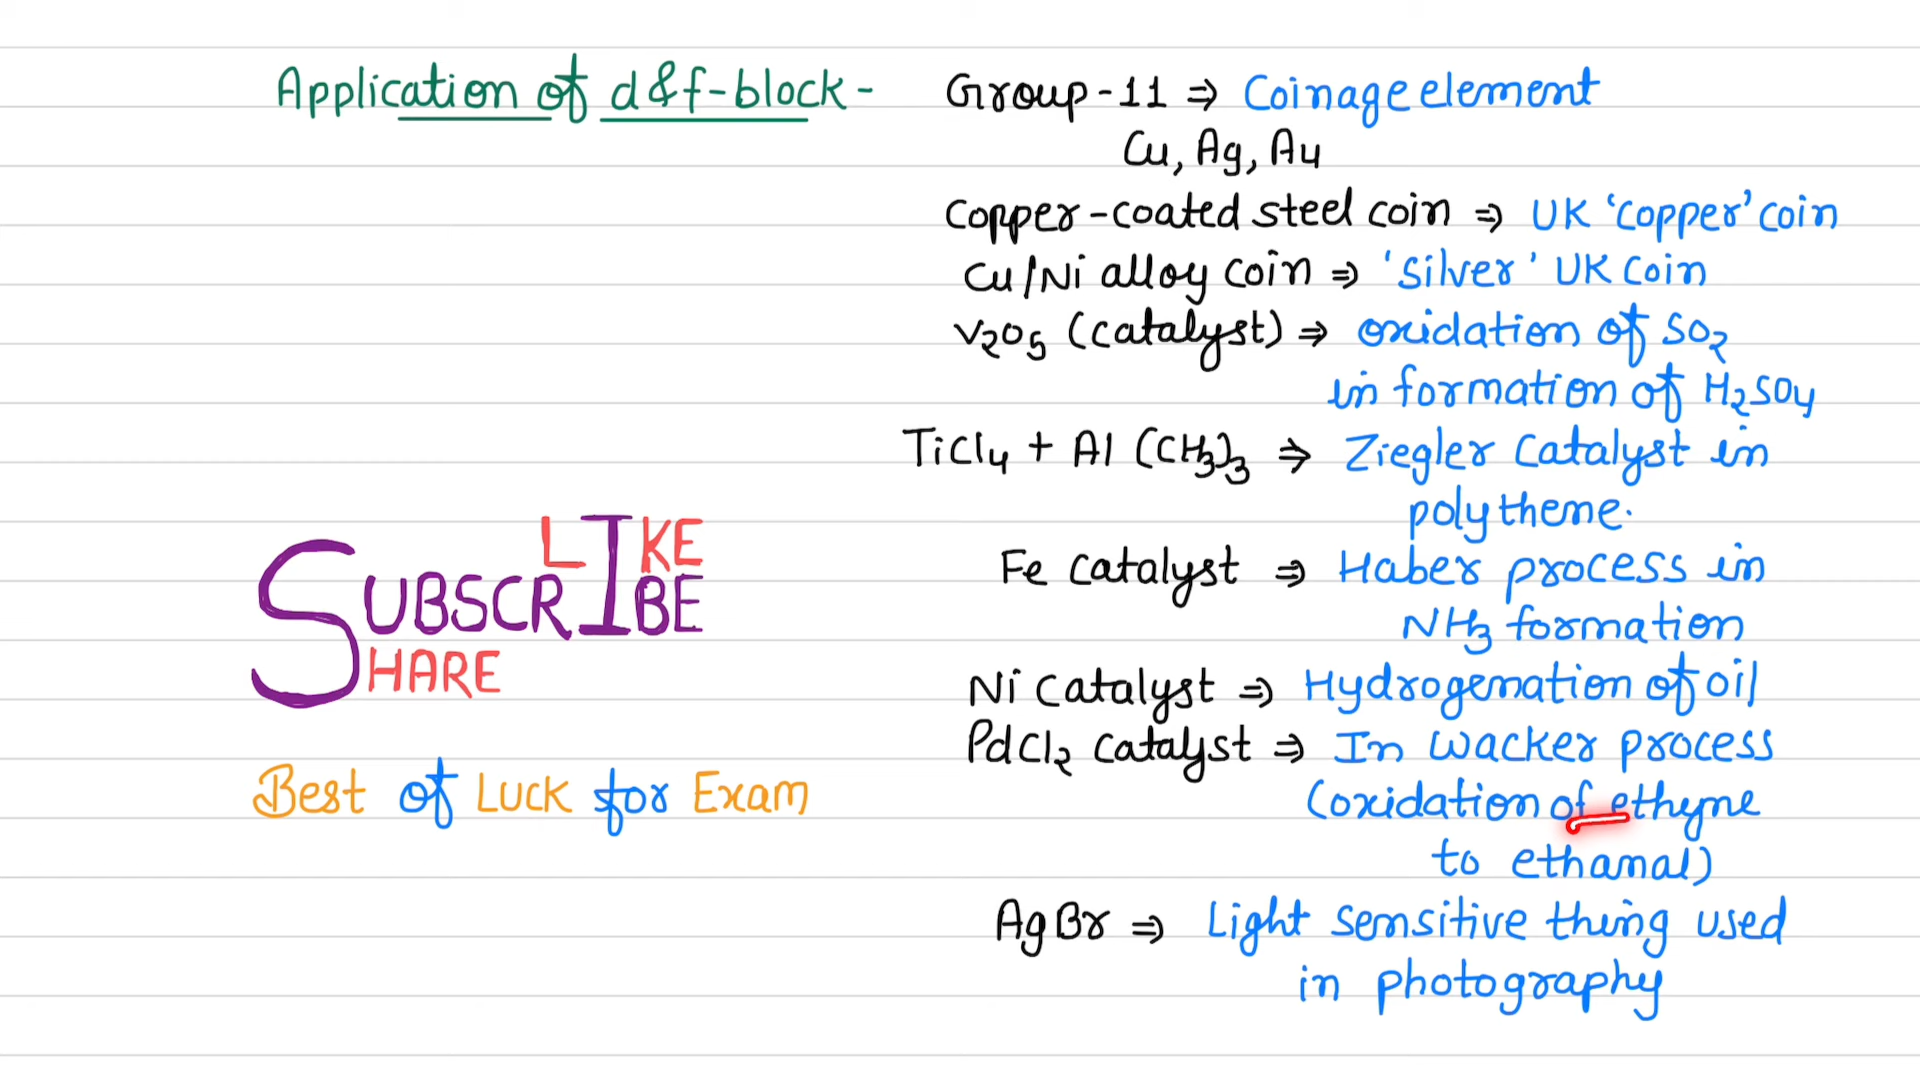 Application of d&f-block-
Group-11 ⇒ Coinage element
Cu, Ag, Au
Copper-coated steel coin ⇒ UK 'copper' coin
Cu/Ni alloy coin ⇒ 'Silver' UK coin
V2O5 (catalyst) ⇒ oxidation of SO2
in formation of H2SO4
TiCl4 + Al (CH3)3 ⇒ Ziegler Catalyst in
polythene.
Fe catalyst ⇒ Haber process in
NH3 formation
Ni catalyst ⇒ Hydrogenation of oil
PdCl2 catalyst ⇒ In wacker process
(oxidation of ethyne
to ethanal)
AgBr ⇒ Light sensitive thing used
in photography
LIKE
SUBSCRIBE
SHARE
Best of Luck for Exam